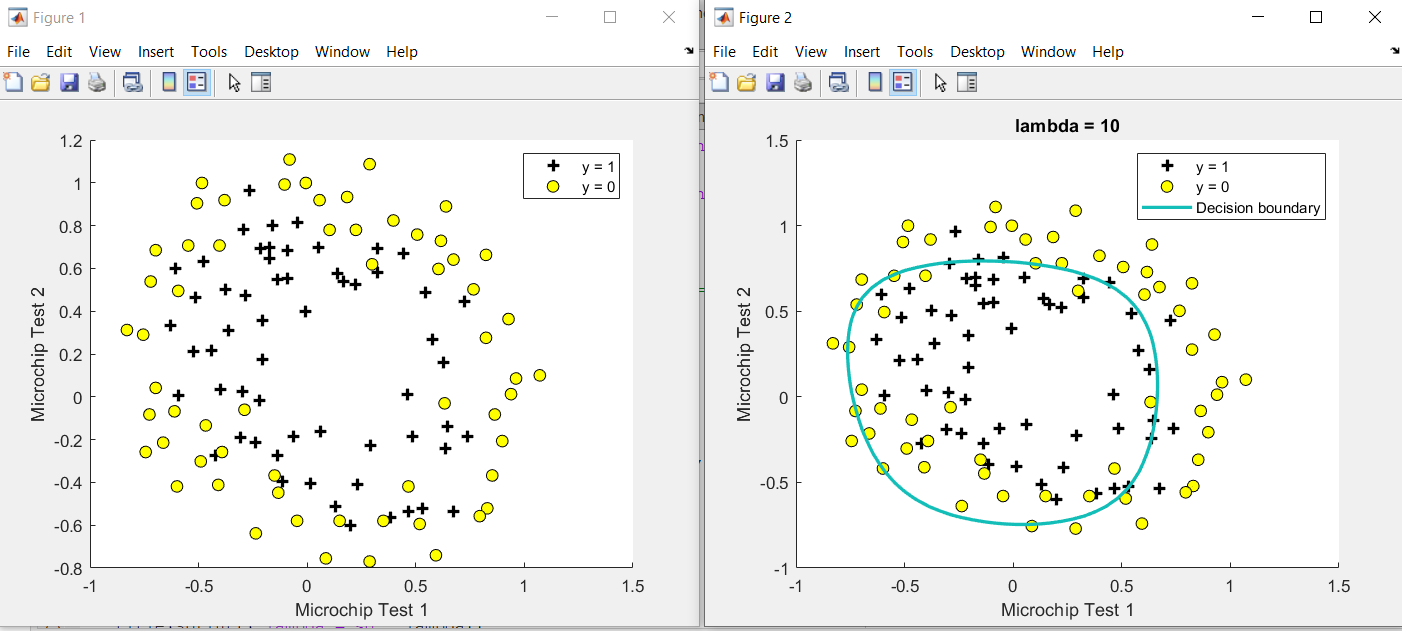 Figure 1
File Edit View Insert Tools Desktop Window Help
1.2
1
0.8
0.6
0.4
0.2
0
-0.2
-0.4
-0.6
-0.8
-1
-0.5
0
0.5
1
1.5
Microchip Test 2
Microchip Test 1
y = 1
y = 0
Figure 2
File Edit View Insert Tools Desktop Window Help
lambda = 10
1.5
1
0.5
0
-0.5
-1
-1
-0.5
0
0.5
1
1.5
Microchip Test 2
Microchip Test 1
y = 1
y = 0
Decision boundary